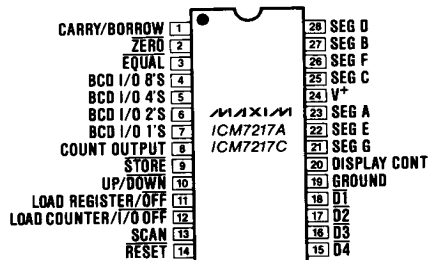 CARRY/BORROW 1
ZERO 2
EQUAL 3
BCD I/O 8'S 4
BCD I/O 4'S 5
BCD I/O 2'S 6
BCD I/O 1'S 7
COUNT OUTPUT 8
STORE 9
UP/DOWN 10
LOAD REGISTER/OFF 11
LOAD COUNTER/I/O OFF 12
SCAN 13
RESET 14
MAXIM
ICM7217A
ICM7217C
28 SEG D
27 SEG B
26 SEG F
25 SEG C
24 V+
23 SEG A
22 SEG E
21 SEG G
20 DISPLAY CONT
19 GROUND
18 D1
17 D2
16 D3
15 D4